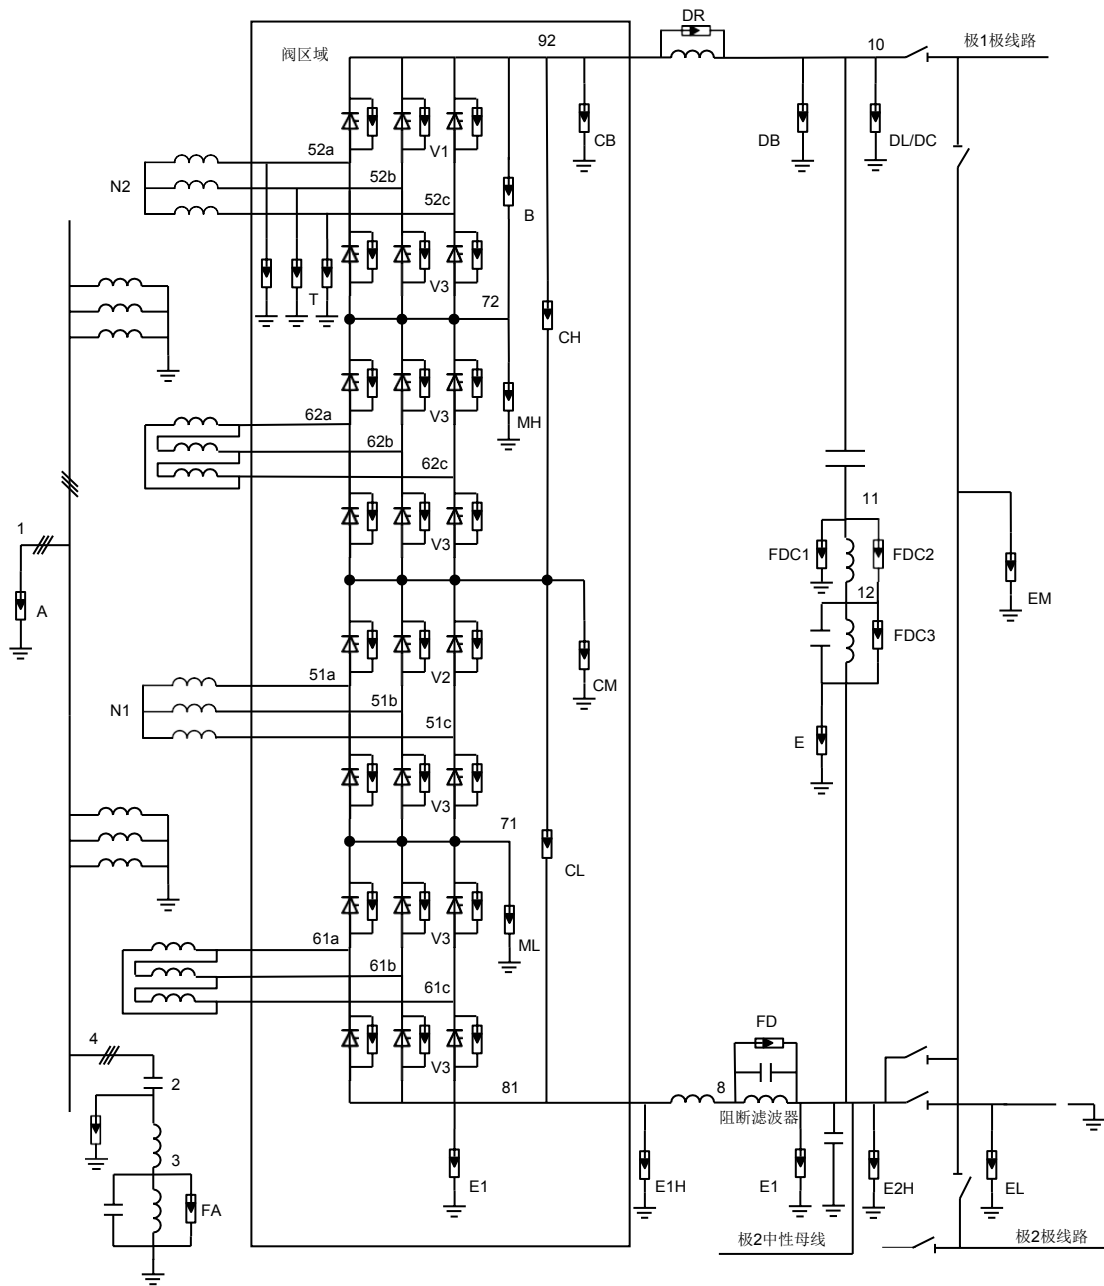 DR
92
10
极1极线路
阀区域
CB
DB
DL/DC
52a
V1
N2
52b
B
52c
V3
72
T
CH
V3
MH
62a
62b
62c
11
1
V3
FDC1
FDC2
A
12
EM
FDC3
51a
V2
CM
N1
51b
51c
E
V3
71
CL
61a
V3
ML
61b
61c
FD
4
V3
2
81
8
阻断滤波器
3
E1
E1H
E1
E2H
EL
FA
极2中性母线
极2极线路